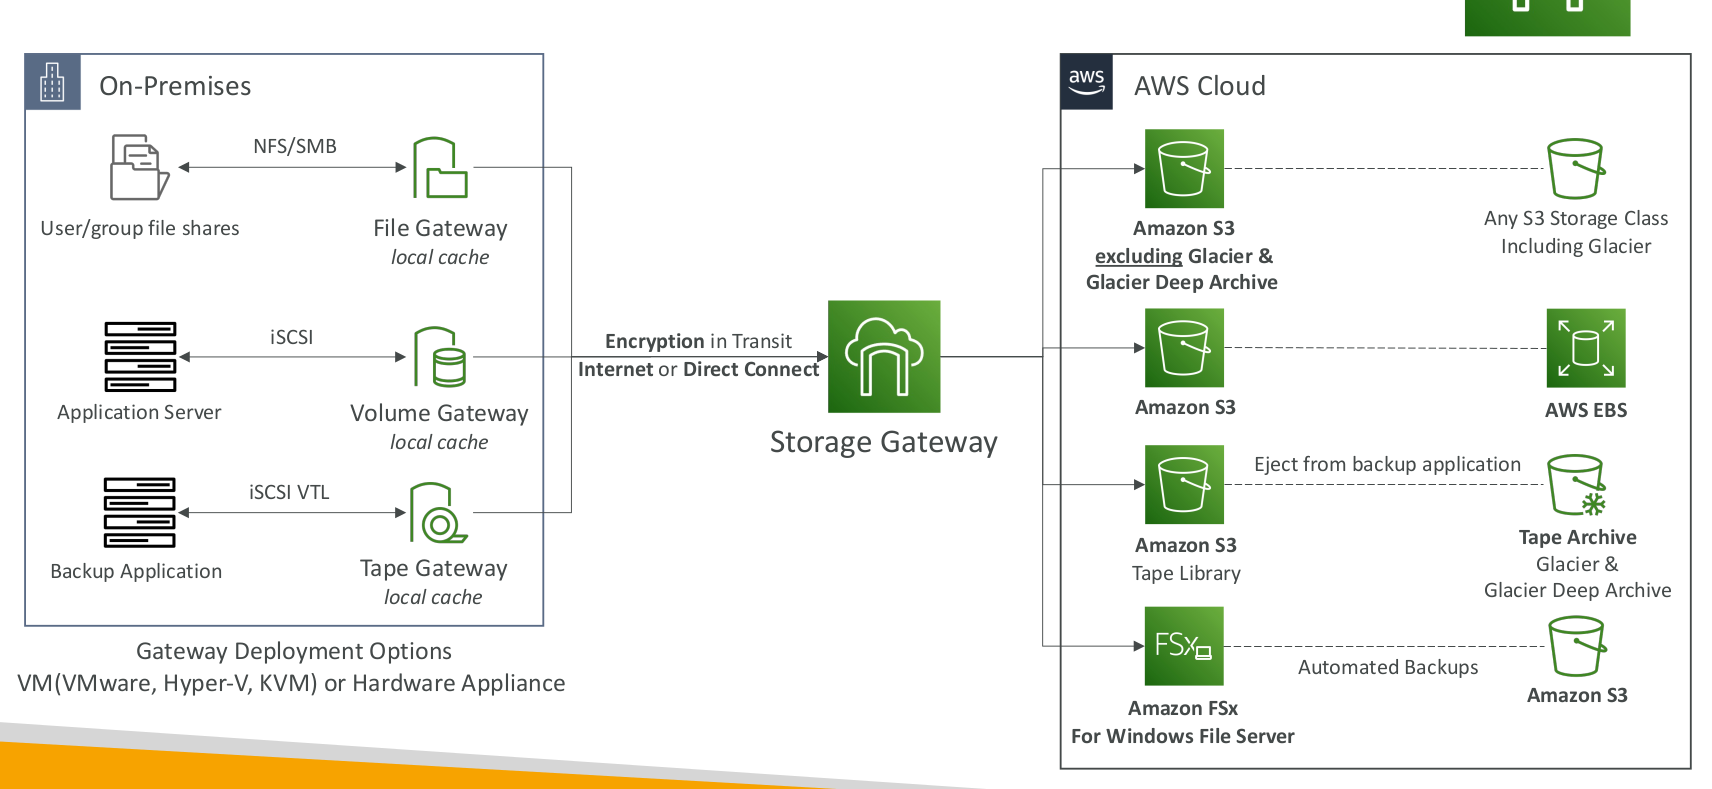 On-Premises
NFS/SMB
User/group file shares
File Gateway
local cache
iSCSI
Application Server
Volume Gateway
local cache
iSCSI VTL
Backup Application
Tape Gateway
local cache
Gateway Deployment Options
VM(VMware, Hyper-V, KVM) or Hardware Appliance
Encryption in Transit
Internet or Direct Connect
Storage Gateway
aws
AWS Cloud
Amazon S3
excluding Glacier &
Glacier Deep Archive
Any S3 Storage Class
Including Glacier
Amazon S3
AWS EBS
Amazon S3
Tape Library
Eject from backup application
Tape Archive
Glacier &
Glacier Deep Archive
FSx
Amazon FSx
For Windows File Server
Automated Backups
Amazon S3